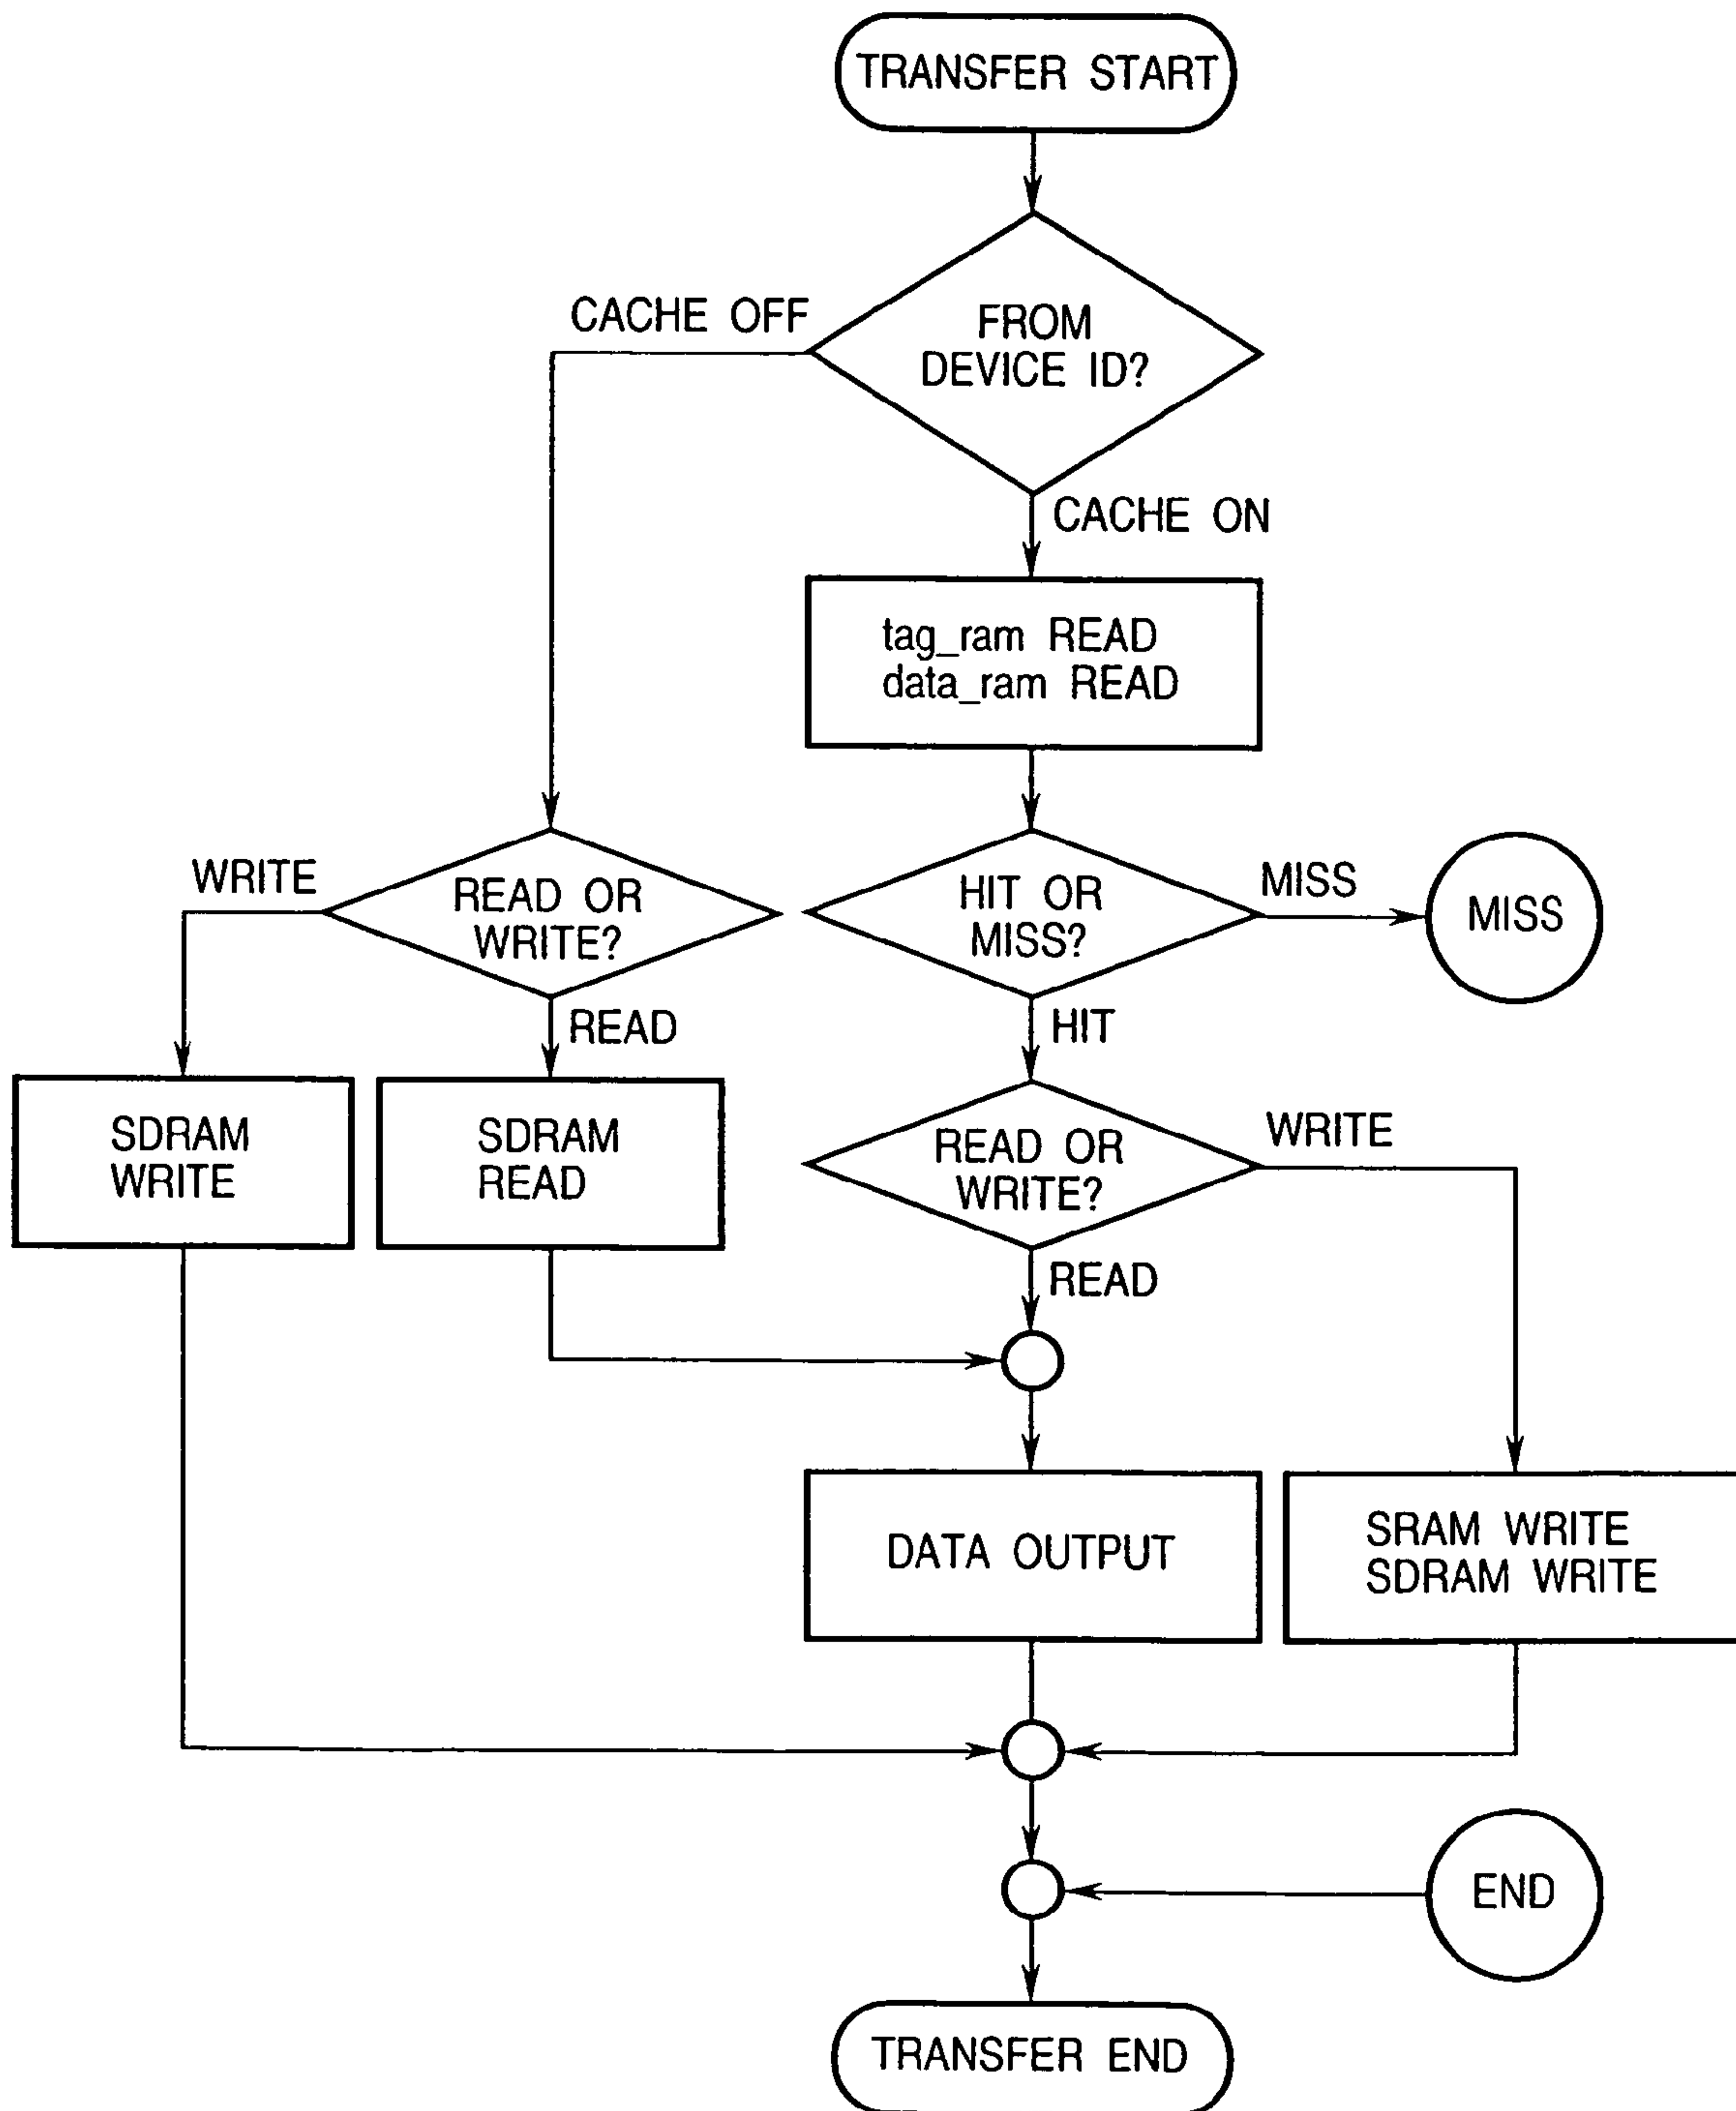 TRANSFER START
CACHE OFF
FROM
DEVICE ID?
CACHE ON
tag_ram READ
data_ram READ
WRITE
READ OR
WRITE?
HIT OR
MISS?
MISS
MISS
READ
HIT
SDRAM
WRITE
SDRAM
READ
READ OR
WRITE?
WRITE
READ
DATA OUTPUT
SRAM WRITE
SDRAM WRITE
END
TRANSFER END